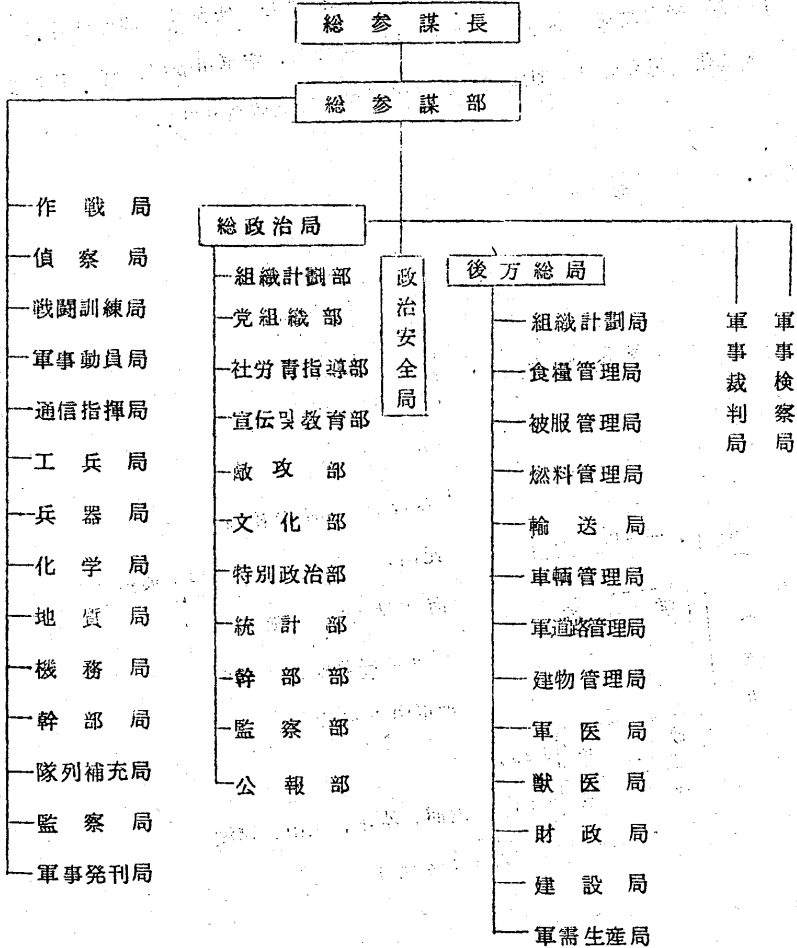 総参謀長
総参謀部
作戦局
偵察局
戦闘訓練局
軍事動員局
通信指揮局
工兵局
兵器局
化学局
地質局
機務局
幹部局
隊列補充局
監察局
軍事発刊局
総政治局
組織計劃部
党組織部
社労青指導部
宣伝및教育部
敵攻部
文化部
特別政治部
統計部
幹部部
監察部
公報部
政治安全局
後方総局
組織計劃局
食糧管理局
被服管理局
燃料管理局
輸送局
車輌管理局
軍道路管理局
建物管理局
軍医局
獣医局
財政局
建設局
軍需生産局
軍事裁判局
軍事検察局